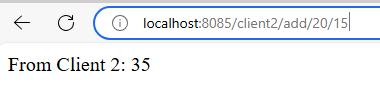 localhost:8085/client2/add/20/15
From Client 2: 35